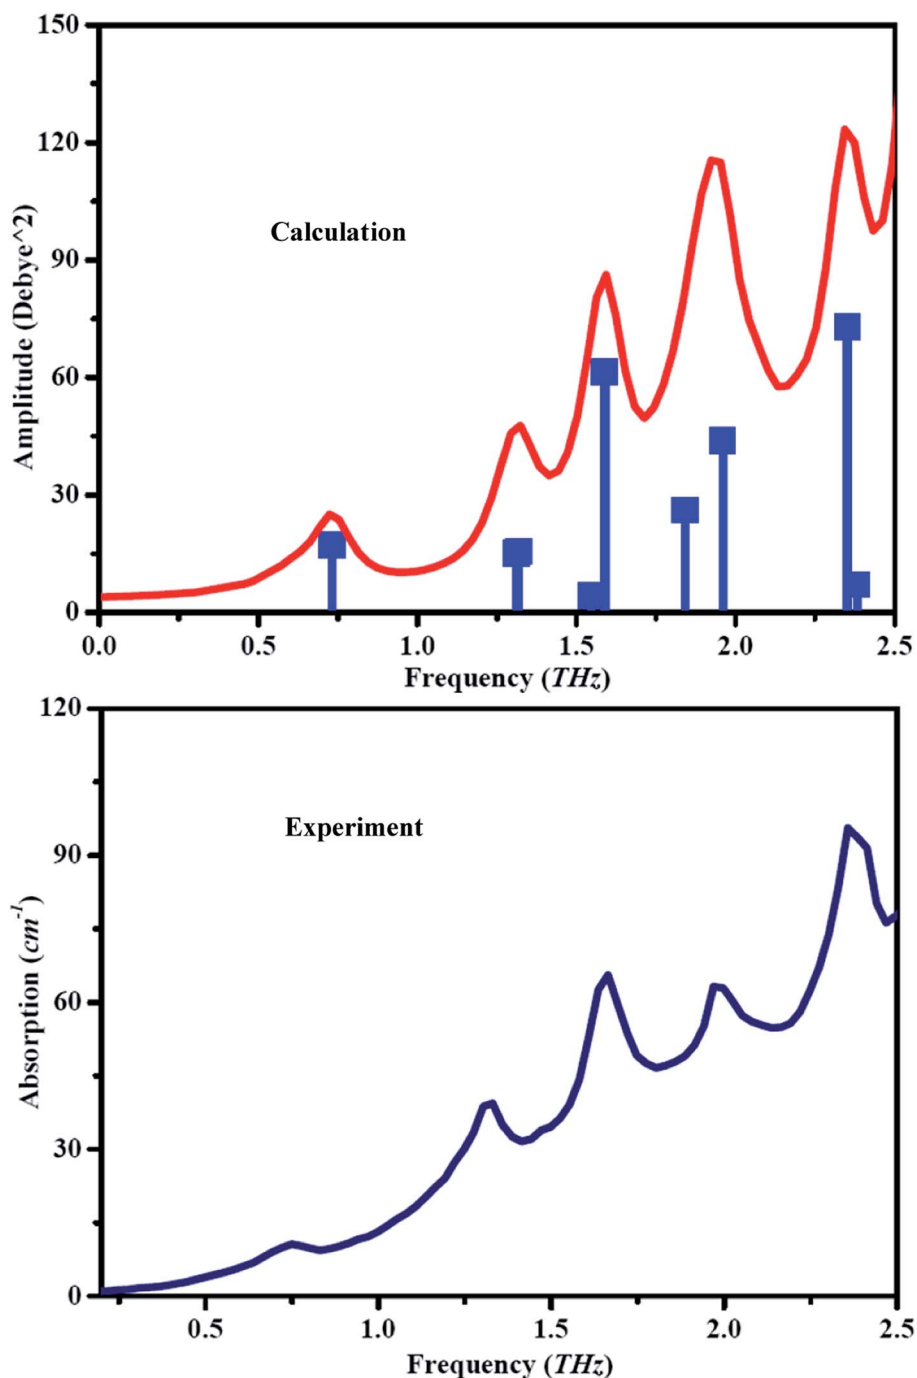 150
120
90
60
30
0
Amplitude (Debye^2)
Calculation
0.0 0.5 1.0 1.5 2.0 2.5
Frequency (THz)
120
90
60
30
0
Absorption (cm-1)
Experiment
0.5 1.0 1.5 2.0 2.5
Frequency (THz)